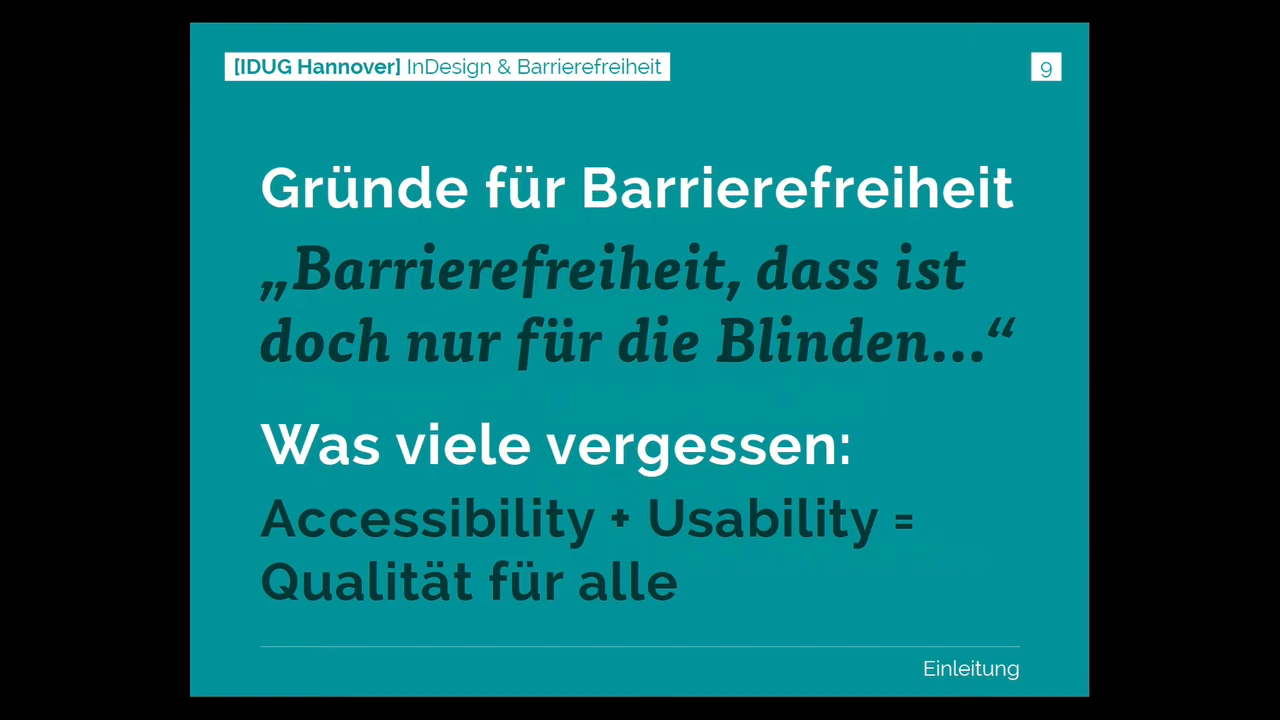 [IDUG Hannover] InDesign & Barrierefreiheit
9
Gründe für Barrierefreiheit
„Barrierefreiheit, dass ist
doch nur für die Blinden…“
Was viele vergessen:
Accessibility + Usability =
Qualität für alle
Einleitung